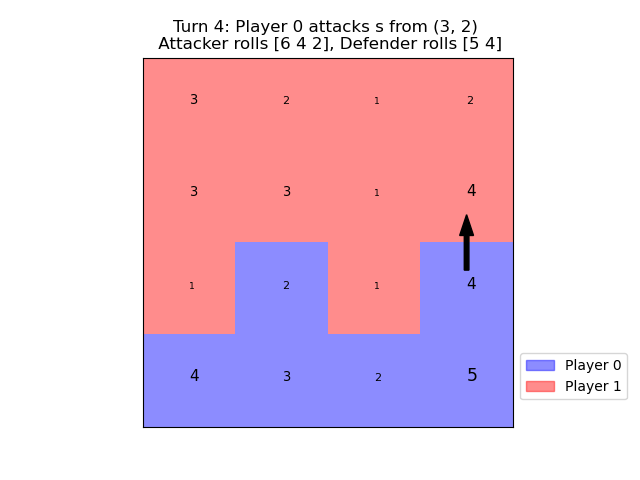 Turn 4: Player 0 attacks s from (3, 2)
Attacker rolls [6 4 2], Defender rolls [5 4]
3 2 1 2
3 3 1 4
1 2 1 4
4 3 2 5
Player 0
Player 1